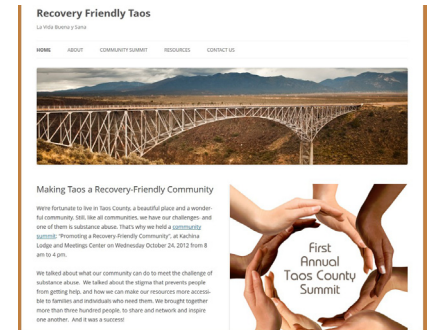 Recovery Friendly Taos
La Vida Buena y Sana
HOME ABOUT COMMUNITY SUMMIT RESOURCES CONTACT US
Making Taos a Recovery-Friendly Community
We're fortunate to live in Taos County, a beautiful place and a wonder-
ful community. Still, like all communities, we have our challenges- and
one of them is substance abuse. That's why we held a community
summit: "Promoting a Recovery-Friendly Community", at Kachina
Lodge and Meetings Center on Wednesday October 24, 2012 from 8
am to 4 pm.
We talked about what our community can do to meet the challenge of
substance abuse. We talked about the stigma that prevents people
from getting help, and how we can make our resources more accessi-
ble to families and individuals who need them. We brought together
more than three hundred people, to share and network and inspire
one another. And it was a success!
First
Annual
Taos County
Summit